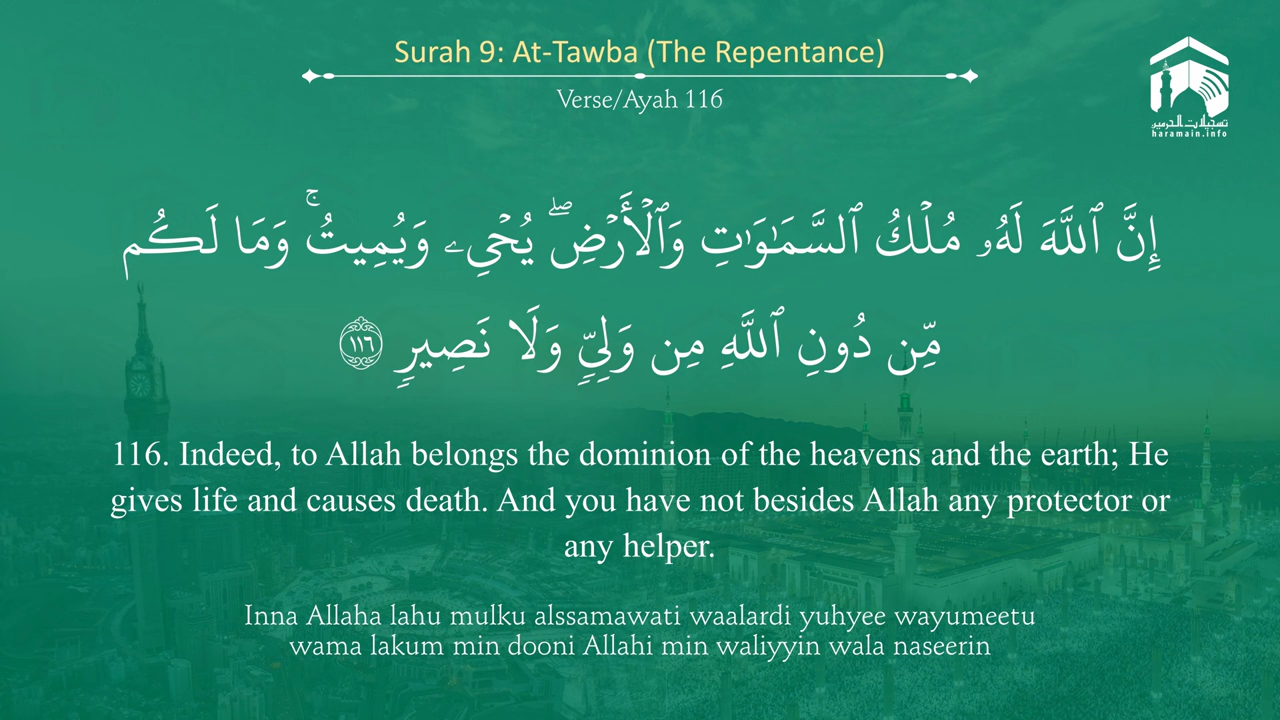 Surah 9: At-Tawba (The Repentance)
Verse/Ayah 116
تسجيلات الحرمين
haramain.info
إِنَّ ٱللَّهَ لَهُۥ مُلۡكُ ٱلسَّمَٰوَٰتِ وَٱلۡأَرۡضِۖ يُحۡيِۦ وَيُمِيتُۚ وَمَا لَكُم
مِّن دُونِ ٱللَّهِ مِن وَلِيّٖ وَلَا نَصِيرٖ ١١٦
116. Indeed, to Allah belongs the dominion of the heavens and the earth; He
gives life and causes death. And you have not besides Allah any protector or
any helper.
Inna Allaha lahu mulku alssamawati waalardi yuhyee wayumeetu
wama lakum min dooni Allahi min waliyyin wala naseerin